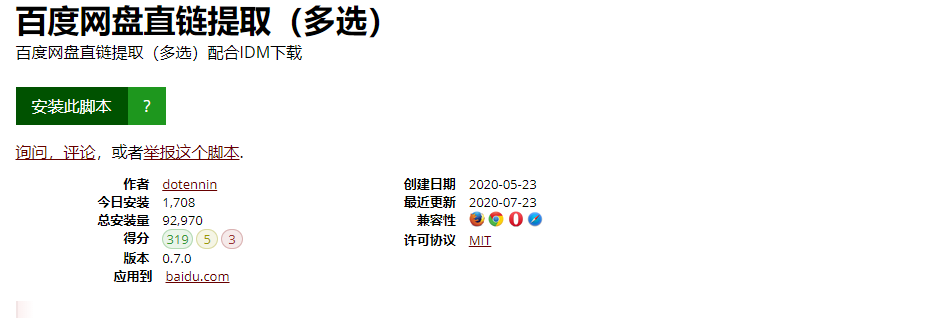 百度网盘直链提取（多选）
百度网盘直链提取（多选）配合IDM下载
安装此脚本 ?
询问，评论，或者举报这个脚本.
作者 dotennin 创建日期 2020-05-23
今日安装 1,708 最近更新 2020-07-23
总安装量 92,970 兼容性
得分 319 5 3 许可协议 MIT
版本 0.7.0
应用到 baidu.com